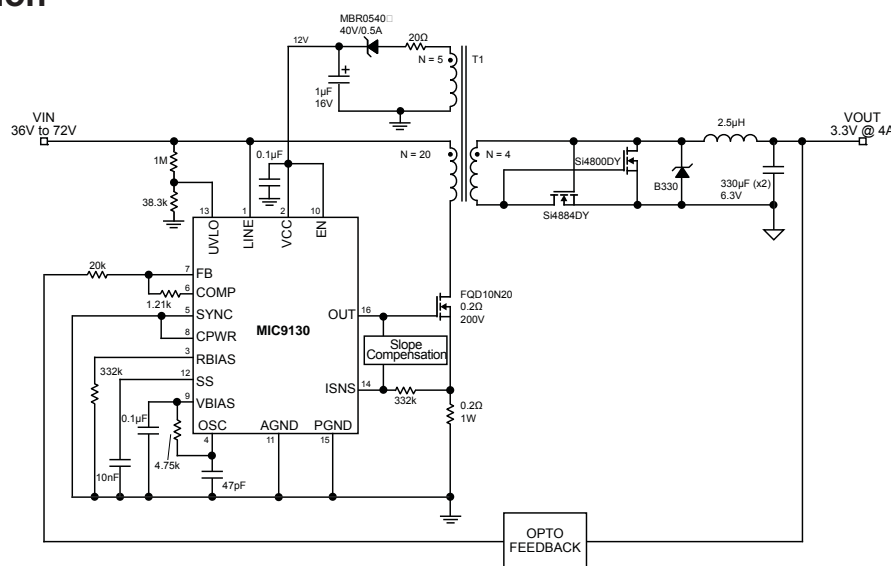 MBR0540
40V/0.5A
20Ω
12V
N = 5
T1
1µF
16V
VIN
36V to 72V
2.5µH
VOUT
3.3V @ 4A
1M
0.1µF
N = 20
N = 4
Si4800DY
B330
330µF (x2)
6.3V
38.3k
Si4884DY
13
1
2
10
UVLO
LINE
VCC
EN
20k
7
FB
6
COMP
1.21k
5
SYNC
8
CPWR
MIC9130
OUT
16
FQD10N20
0.2Ω
200V
Slope
Compensation
3
RBIAS
332k
12
SS
ISNS
14
332k
9
VBIAS
0.2Ω
1W
0.1µF
OSC
AGND
PGND
4
11
15
4.75k
10nF
47pF
OPTO
FEEDBACK